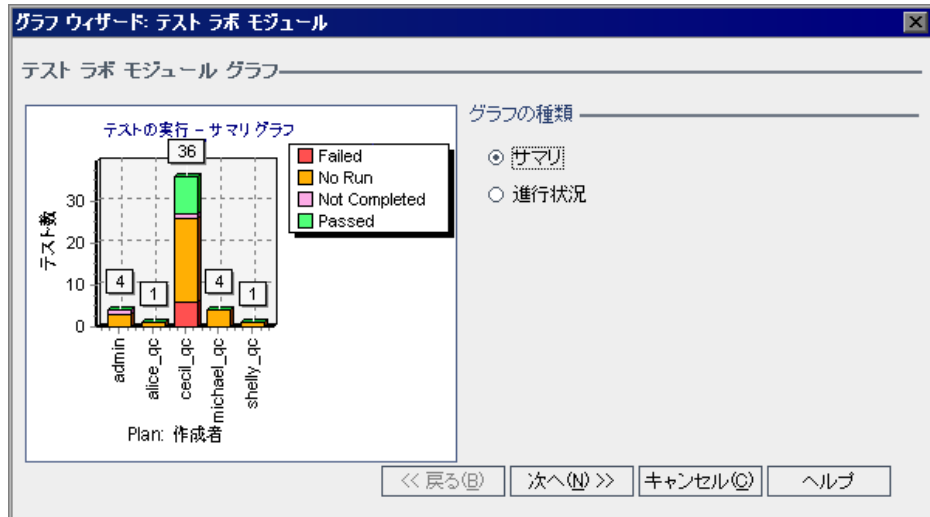 グラフ ウィザード: テスト ラボ モジュール
テスト ラボ モジュール グラフ
テストの実行 – サマリ グラフ
36
Failed
No Run
Not Completed
Passed
テスト数
30
20
10
0
4
1
4
1
admin
alice_qc
cecil_qc
michael_qc
shelly_qc
Plan: 作成者
グラフの種類
サマリ
進行状況
<< 戻る(B)
次へ(N) >>
キャンセル(C)
ヘルプ